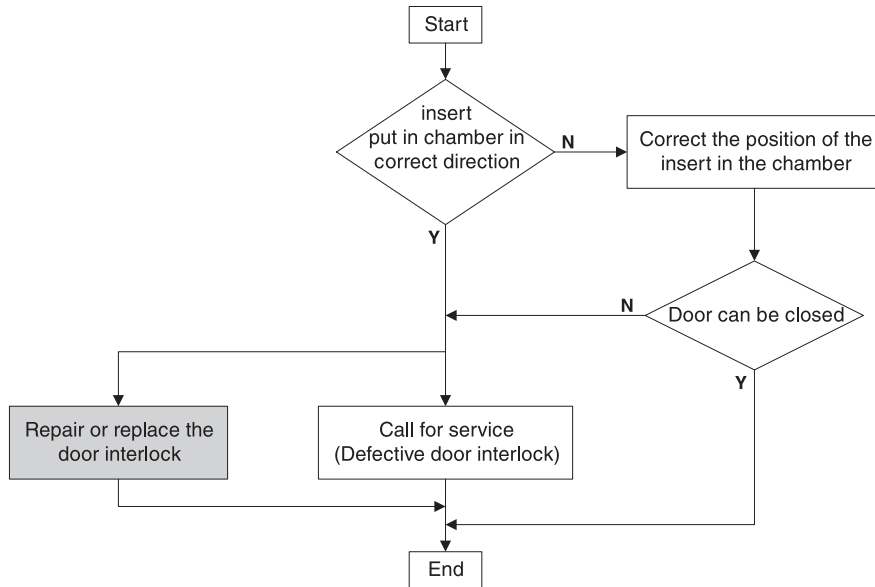 Start
insert
put in chamber in
correct direction
N
Correct the position of the
insert in the chamber
Y
N
Door can be closed
Y
Repair or replace the
door interlock
Call for service
(Defective door interlock)
End